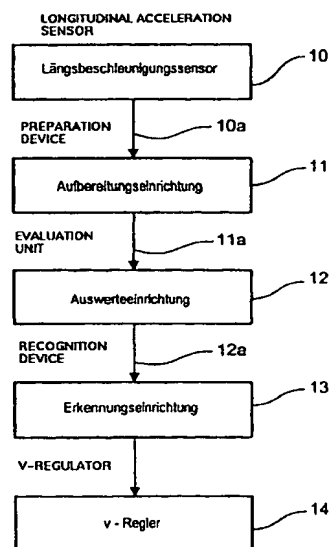 LONGITUDINAL ACCELERATION
SENSOR
Längsbeschleunigungssensor
10
PREPARATION
DEVICE
10a
Aufbereitungseinrichtung
11
EVALUATION
UNIT
11a
Auswerteeinrichtung
12
RECOGNITION
DEVICE
12a
Erkennungseinrichtung
13
V-REGULATOR
v - Regler
14